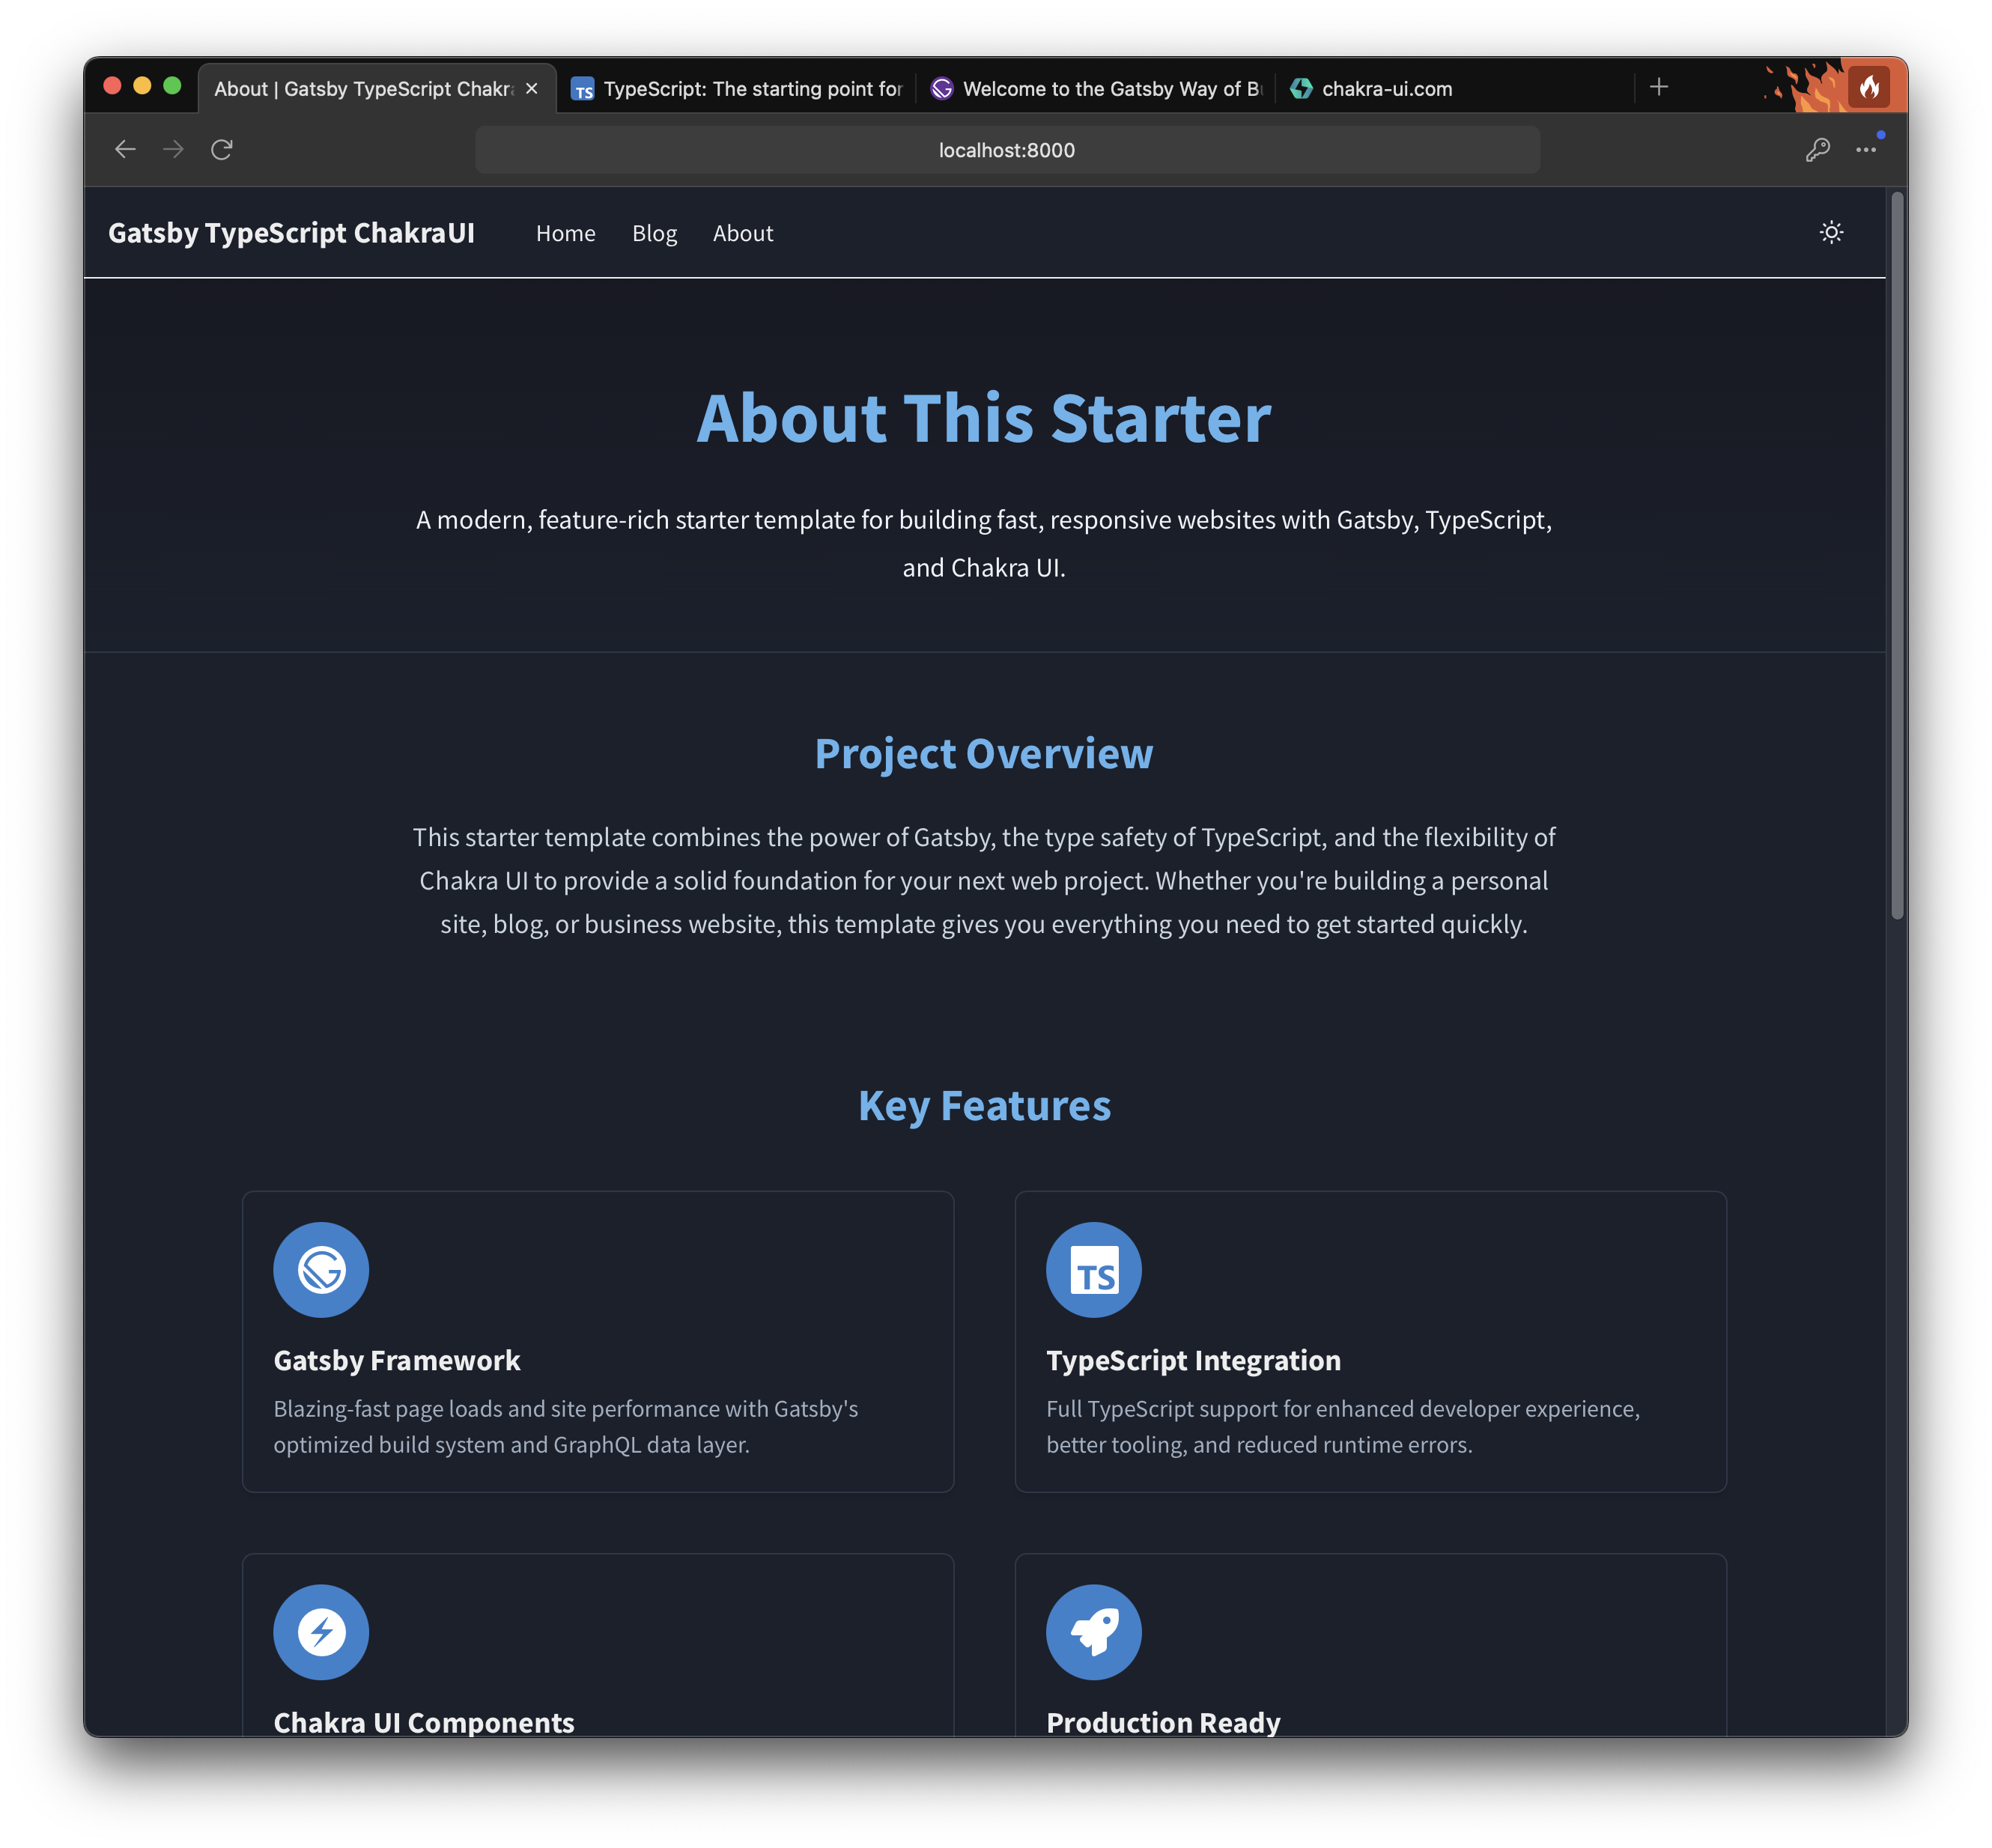 About | Gatsby TypeScript Chakr
TypeScript: The starting point for
Welcome to the Gatsby Way of B
chakra-ui.com
localhost:8000
Gatsby TypeScript ChakraUI
Home
Blog
About
About This Starter
A modern, feature-rich starter template for building fast, responsive websites with Gatsby, TypeScript,
and Chakra UI.
Project Overview
This starter template combines the power of Gatsby, the type safety of TypeScript, and the flexibility of
Chakra UI to provide a solid foundation for your next web project. Whether you're building a personal
site, blog, or business website, this template gives you everything you need to get started quickly.
Key Features
TS
Gatsby Framework
Blazing-fast page loads and site performance with Gatsby's
optimized build system and GraphQL data layer.
TypeScript Integration
Full TypeScript support for enhanced developer experience,
better tooling, and reduced runtime errors.
Chakra UI Components
Production Ready